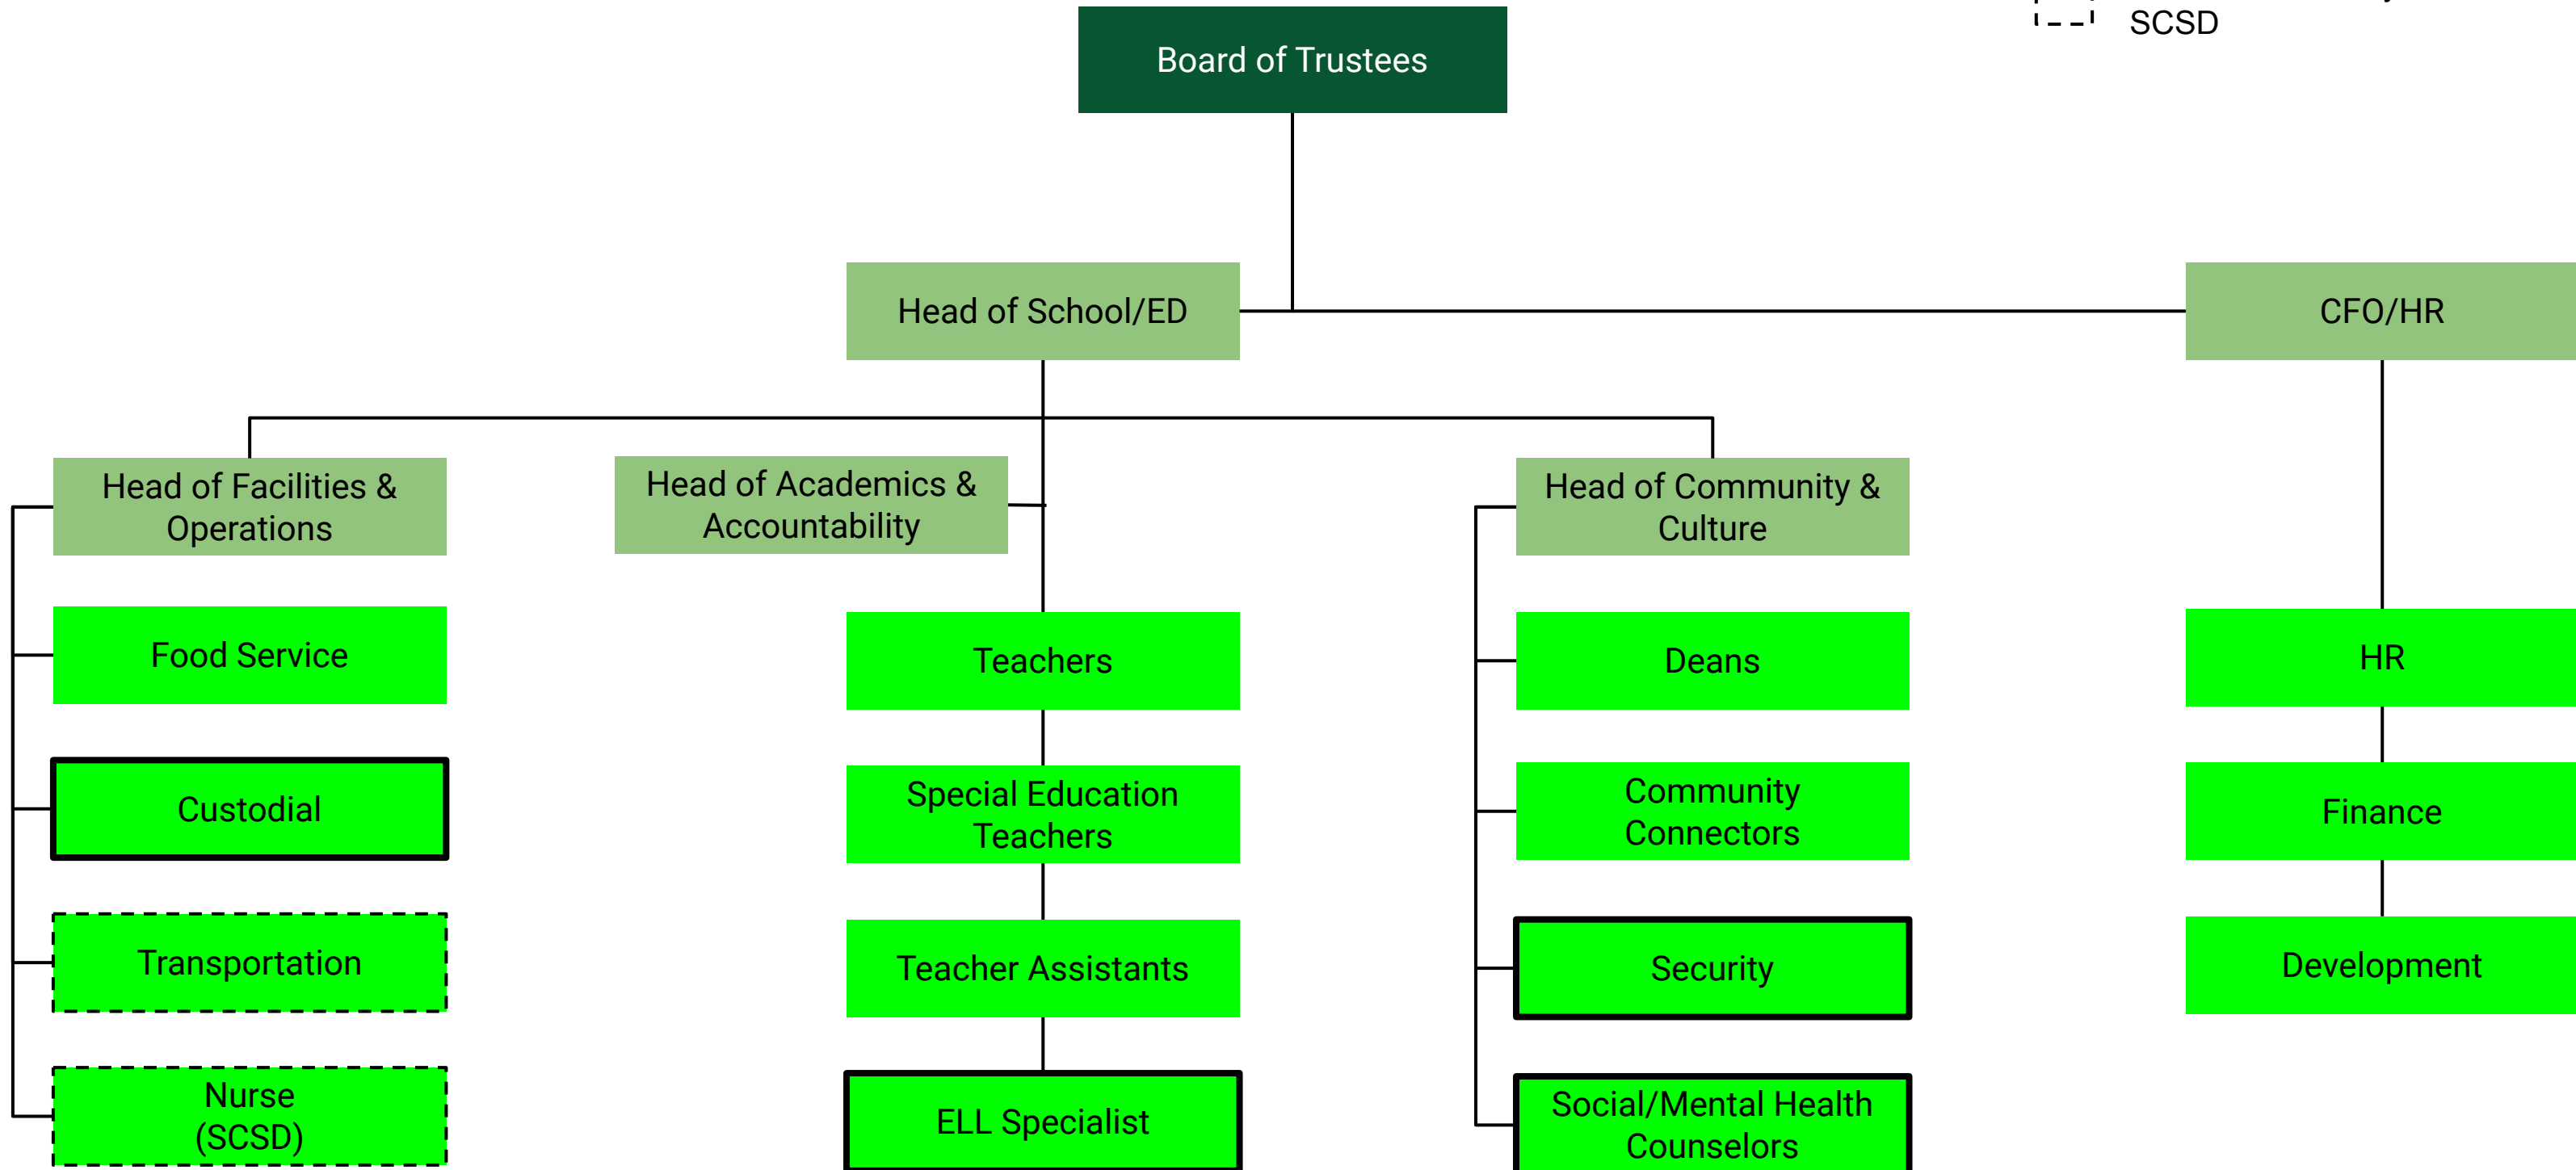 SCSD
Board of Trustees
Head of School/ED
CFO/HR
Head of Facilities &
Operations
Head of Academics &
Accountability
Head of Community &
Culture
Food Service
Teachers
Deans
HR
Custodial
Special Education
Teachers
Community
Connectors
Finance
Transportation
Teacher Assistants
Security
Development
Nurse
(SCSD)
ELL Specialist
Social/Mental Health
Counselors